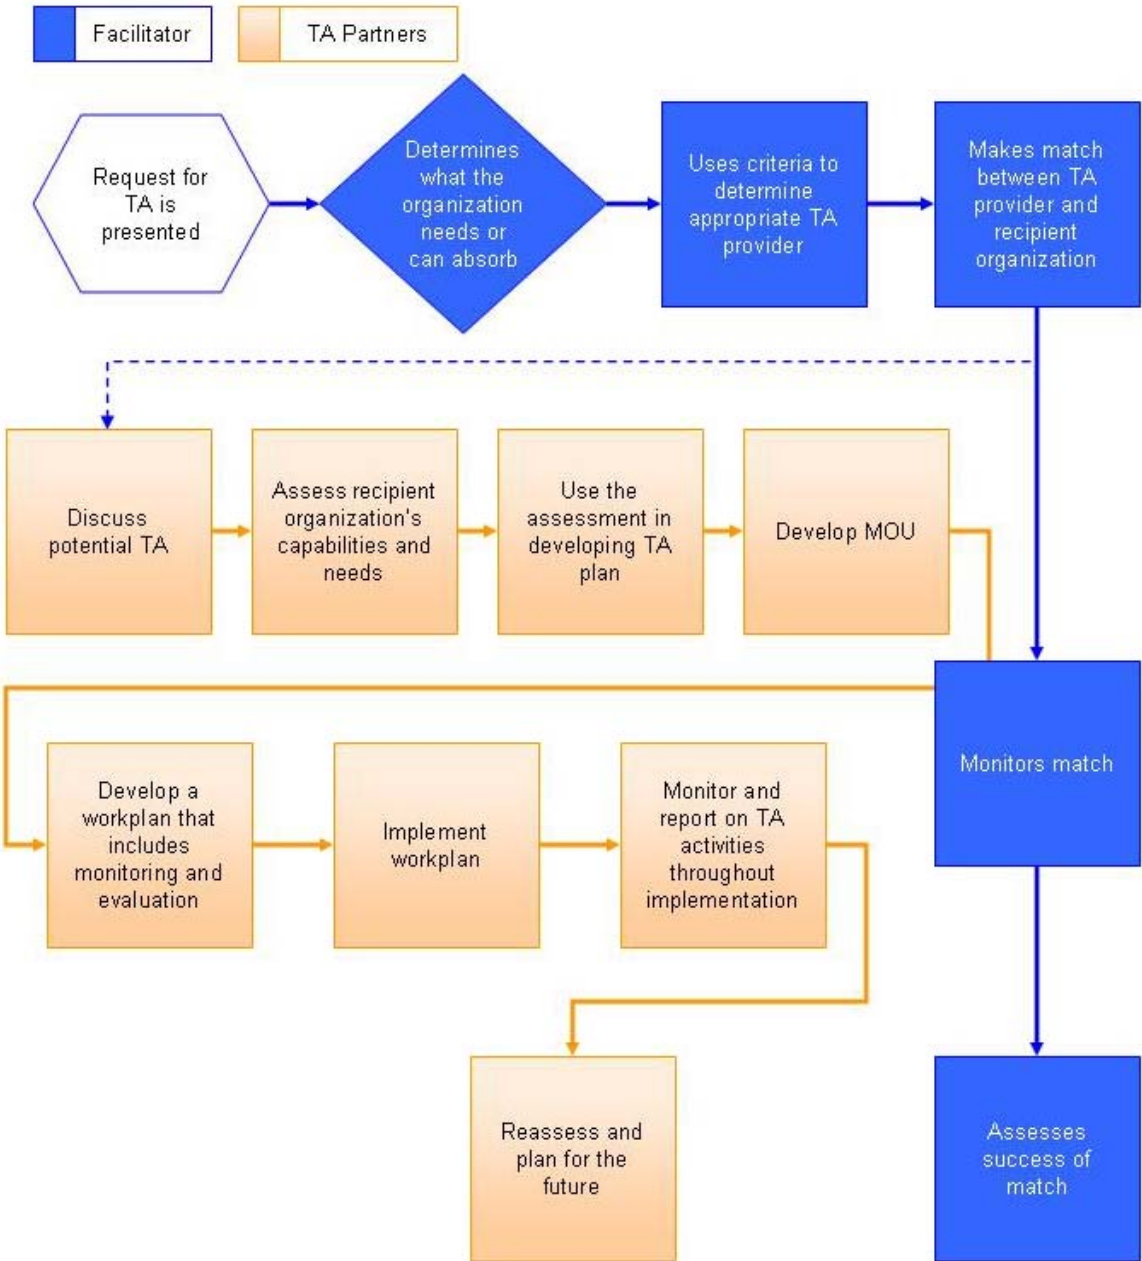 Facilitator
TA Partners
Request for
TA is
presented
Determines
what the
organization
needs or
can absorb
Uses criteria to
determine
appropriate TA
provider
Makes match
between TA
provider and
recipient
organization
Discuss
potential TA
Assess recipient
organization's
capabilities and
needs
Use the
assessment in
developing TA
plan
Develop MOU
Monitors match
Develop a
workplan that
includes
monitoring and
evaluation
Implement
workplan
Monitor and
report on TA
activities
throughout
implementation
Reassess and
plan for the
future
Assesses
success of
match